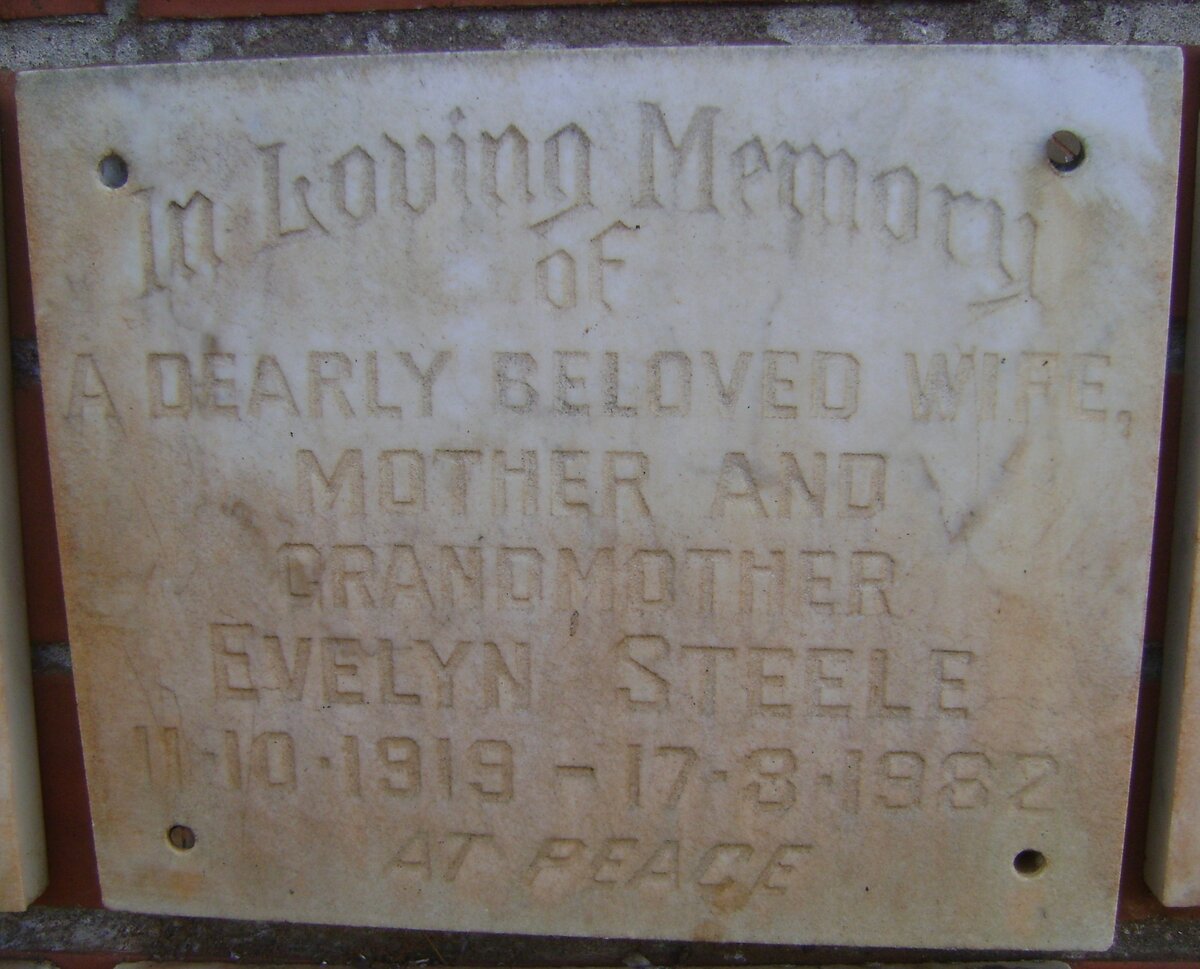 In Loving Memory
of
A DEARLY BELOVED WIFE,
MOTHER AND
GRANDMOTHER
EVELYN STEELE
11·10·1919 – 17·8·1982
AT PEACE